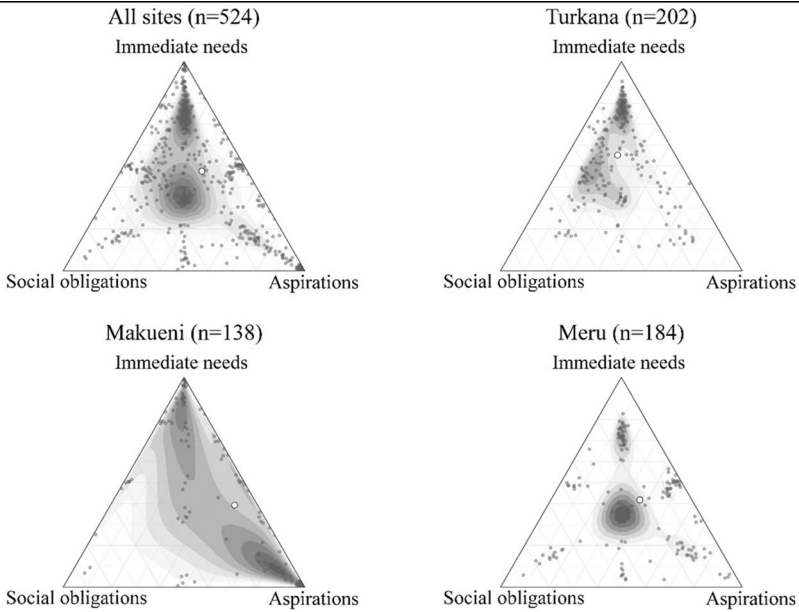 All sites (n=524)
Immediate needs
Social obligations
Aspirations
Turkana (n=202)
Immediate needs
Social obligations
Aspirations
Makueni (n=138)
Immediate needs
Social obligations
Aspirations
Meru (n=184)
Immediate needs
Social obligations
Aspirations